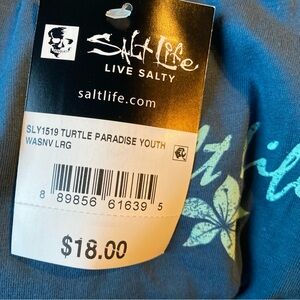 Salt Life
LIVE SALTY
saltlife.com
SLY1519 TURTLE PARADISE YOUTH
WASNV LRG
8 89856 61639 5
$18.00